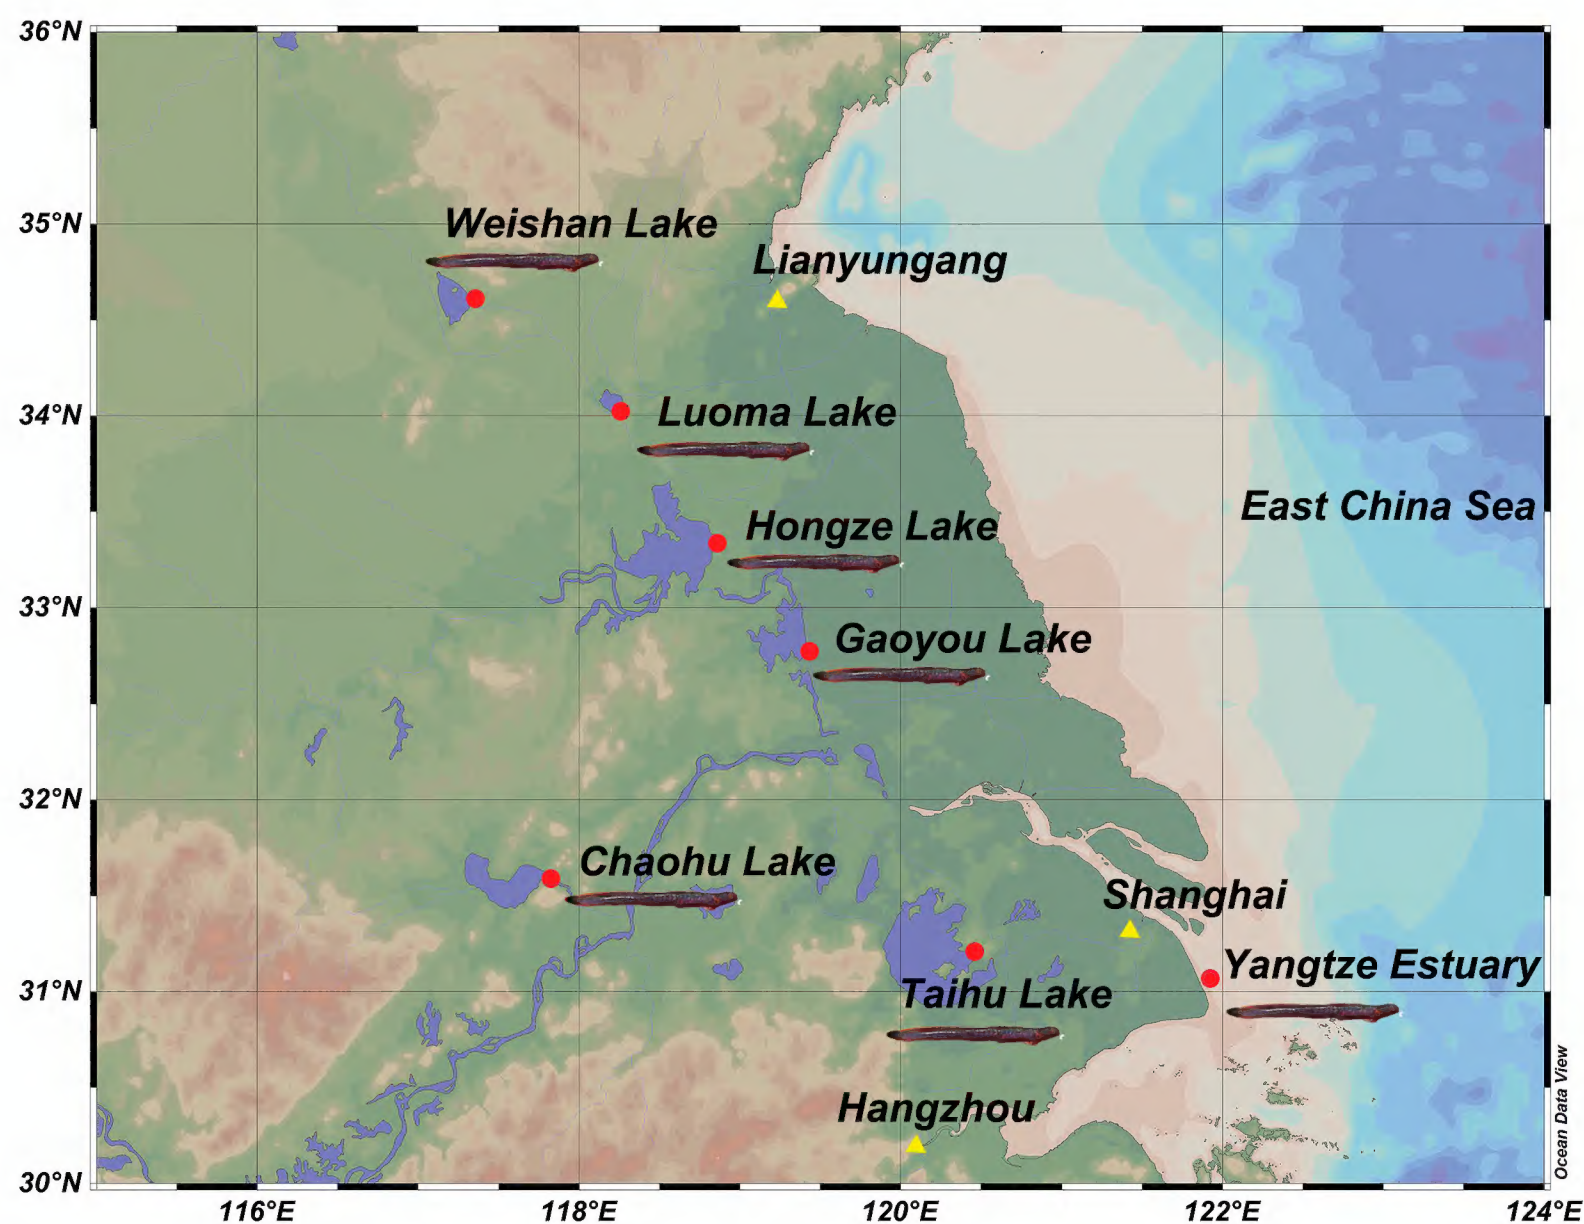 36°N
35°N
Weishan Lake
Lianyungang
34°N
Luoma Lake
East China Sea
Hongze Lake
33°N
Gaoyou Lake
32°N
Chaohu Lake
Shanghai
Yangtze Estuary
31°N
Taihu Lake
Hangzhou
Ocean Data View
30°N
116°E
118°E
120°E
122°E
124°E